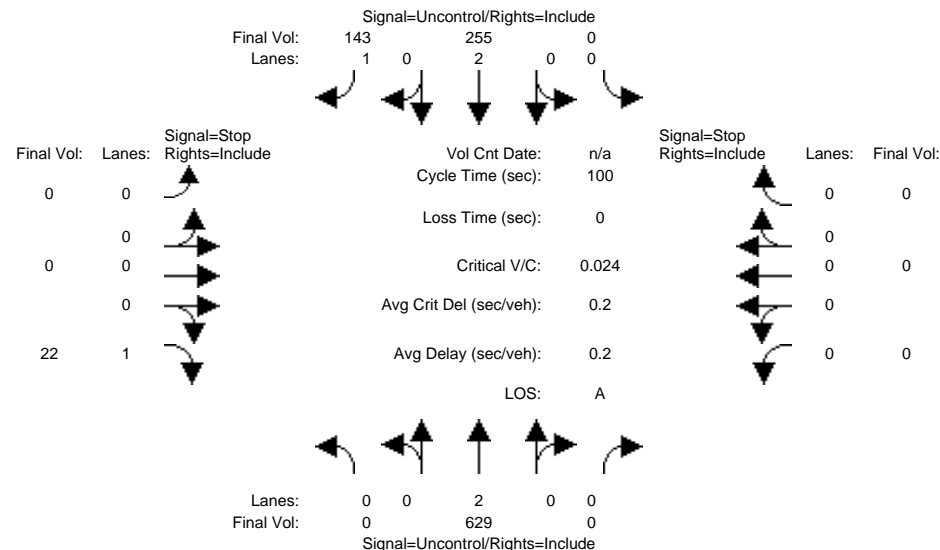 Signal=Uncontrol/Rights=Include
Final Vol: 143 255 0
Lanes: 1 0 2 0 0
Signal=Stop Signal=Stop
Final Vol: Lanes: Rights=Include Vol Cnt Date: n/a Rights=Include Lanes: Final Vol:
Cycle Time (sec): 100
0 0 0 0
Loss Time (sec): 0
0 0
0 0 Critical V/C: 0.024 0 0
0 Avg Crit Del (sec/veh): 0.2 0
22 1 Avg Delay (sec/veh): 0.2 0 0
LOS: A
Lanes: 0 0 2 0 0
Final Vol: 0 629 0
Signal=Uncontrol/Rights=Include